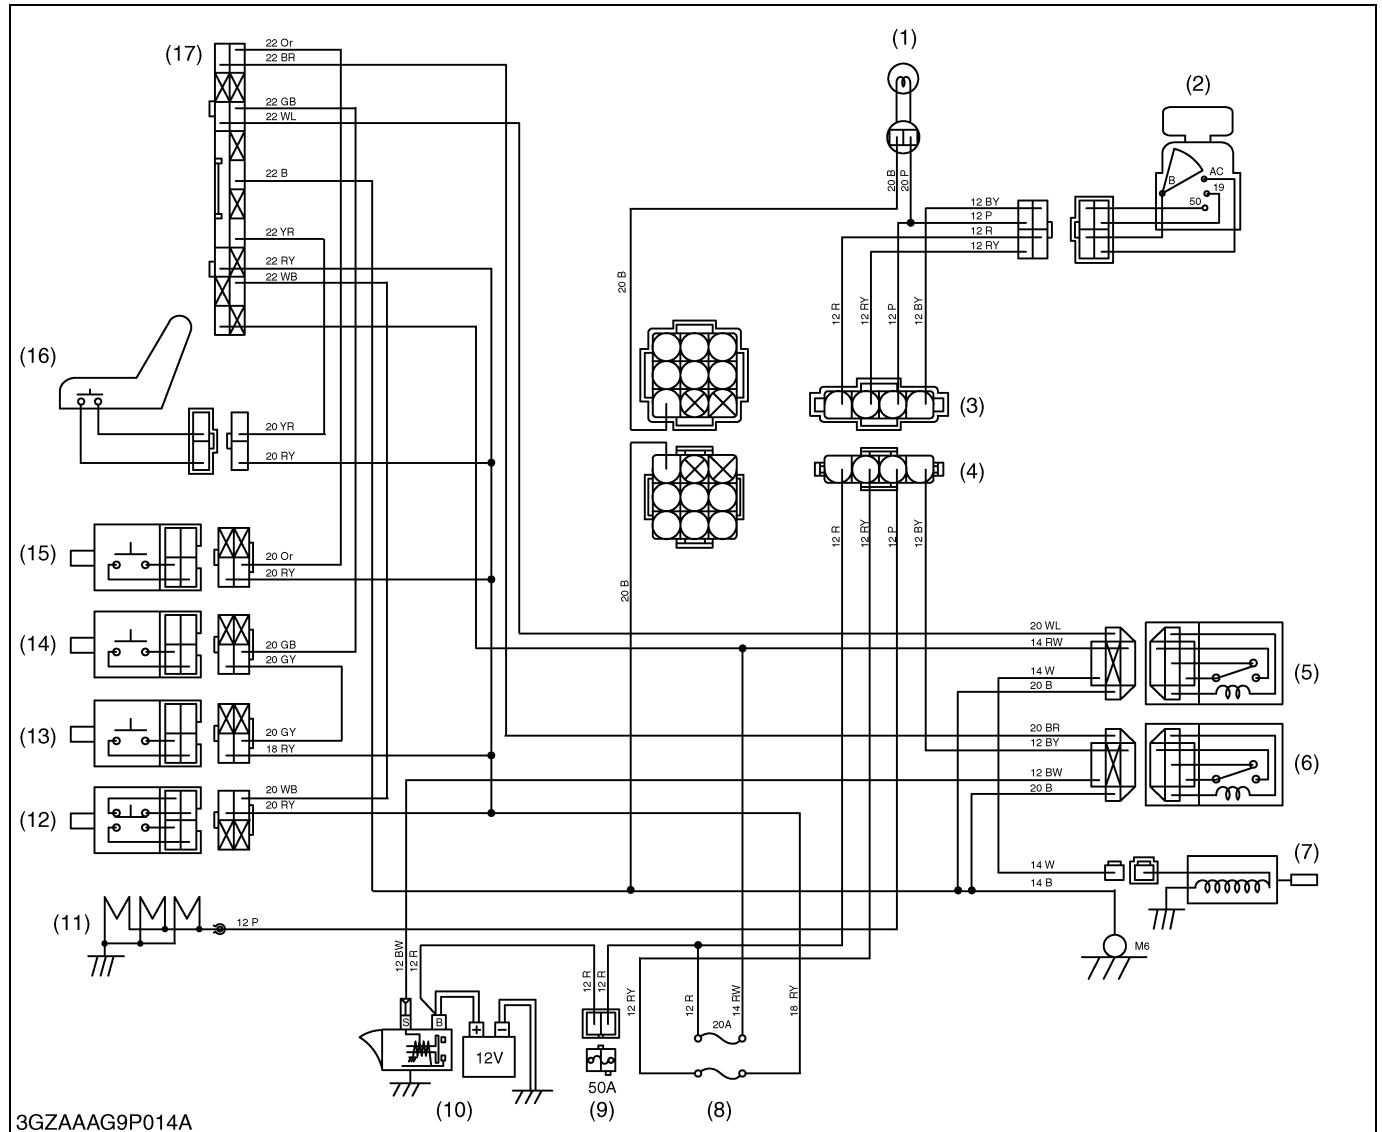 (17)
22 Or
22 BR
22 GB
22 WL
22 B
22 YR
22 RY
22 WB
(1)
20 B
20 P
(2)
B
AC
19
50
12 BY
12 P
12 R
12 RY
20 B
12 R
12 RY
12 P
12 BY
(16)
20 YR
20 RY
(3)
(4)
12 R
12 RY
12 P
12 BY
20 B
(15)
20 Or
20 RY
(14)
20 GB
20 GY
(13)
20 GY
18 RY
(12)
20 WB
20 RY
20 WL
14 RW
14 W
20 B
(5)
20 BR
12 BY
12 BW
20 B
(6)
14 W
14 B
(7)
M6
(11)
12 P
12 BW
12 R
12 R
12 R
12 RY
12 R
14 RW
18 RY
20A
S
B
+
−
12V
50A
(10)
(9)
(8)
3GZAAAG9P014A